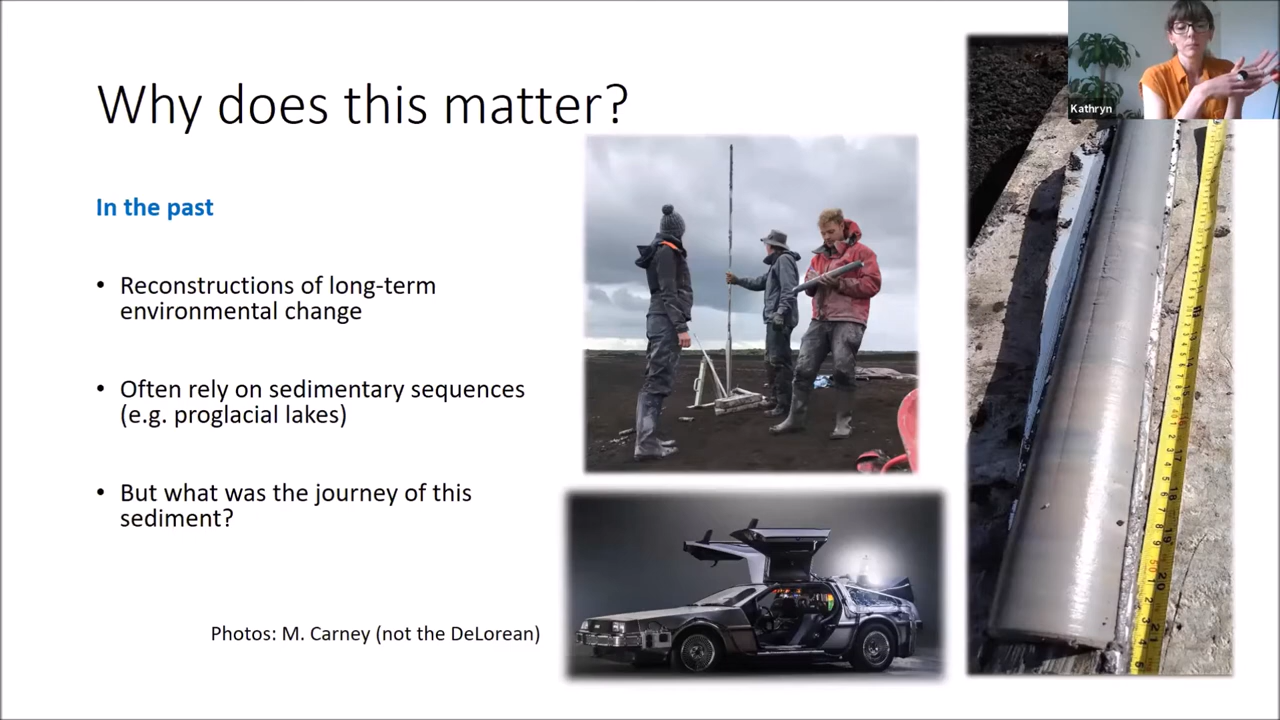 Kathryn
Why does this matter?
In the past
• Reconstructions of long-term
environmental change
• Often rely on sedimentary sequences
(e.g. proglacial lakes)
• But what was the journey of this
sediment?
Photos: M. Carney (not the DeLorean)